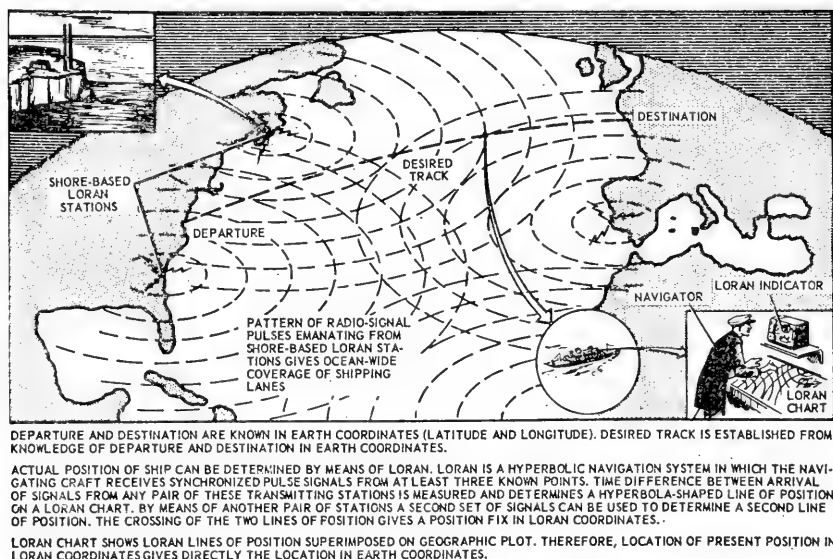 SHORE-BASED
LORAN
STATIONS
DEPARTURE
DESIRED
TRACK
DESTINATION
PATTERN OF RADIO-SIGNAL
PULSES EMANATING FROM
SHORE-BASED LORAN STA-
TIONS GIVES OCEAN-WIDE
COVERAGE OF SHIPPING
LANES
NAVIGATOR
LORAN INDICATOR
LORAN
CHART
DEPARTURE AND DESTINATION ARE KNOWN IN EARTH COORDINATES (LATITUDE AND LONGITUDE). DESIRED TRACK IS ESTABLISHED FROM
KNOWLEDGE OF DEPARTURE AND DESTINATION IN EARTH COORDINATES.
ACTUAL POSITION OF SHIP CAN BE DETERMINED BY MEANS OF LORAN. LORAN IS A HYPERBOLIC NAVIGATION SYSTEM IN WHICH THE NAVI-
GATING CRAFT RECEIVES SYNCHRONIZED PULSE SIGNALS FROM AT LEAST THREE KNOWN POINTS. TIME DIFFERENCE BETWEEN ARRIVAL
OF SIGNALS FROM ANY PAIR OF THESE TRANSMITTING STATIONS IS MEASURED AND DETERMINES A HYPERBOLA-SHAPED LINE OF POSITION
ON A LORAN CHART. BY MEANS OF ANOTHER PAIR OF STATIONS A SECOND SET OF SIGNALS CAN BE USED TO DETERMINE A SECOND LINE
OF POSITION. THE CROSSING OF THE TWO LINES OF POSITION GIVES A POSITION FIX IN LORAN COORDINATES.
LORAN CHART SHOWS LORAN LINES OF POSITION SUPERIMPOSED ON GEOGRAPHIC PLOT. THEREFORE, LOCATION OF PRESENT POSITION IN
LORAN COORDINATES GIVES DIRECTLY THE LOCATION IN EARTH COORDINATES.